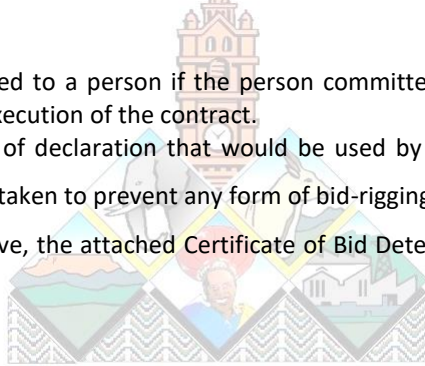 ed to a person if the person committe
xecution of the contract.
of declaration that would be used by
taken to prevent any form of bid-rigging
ve, the attached Certificate of Bid Dete